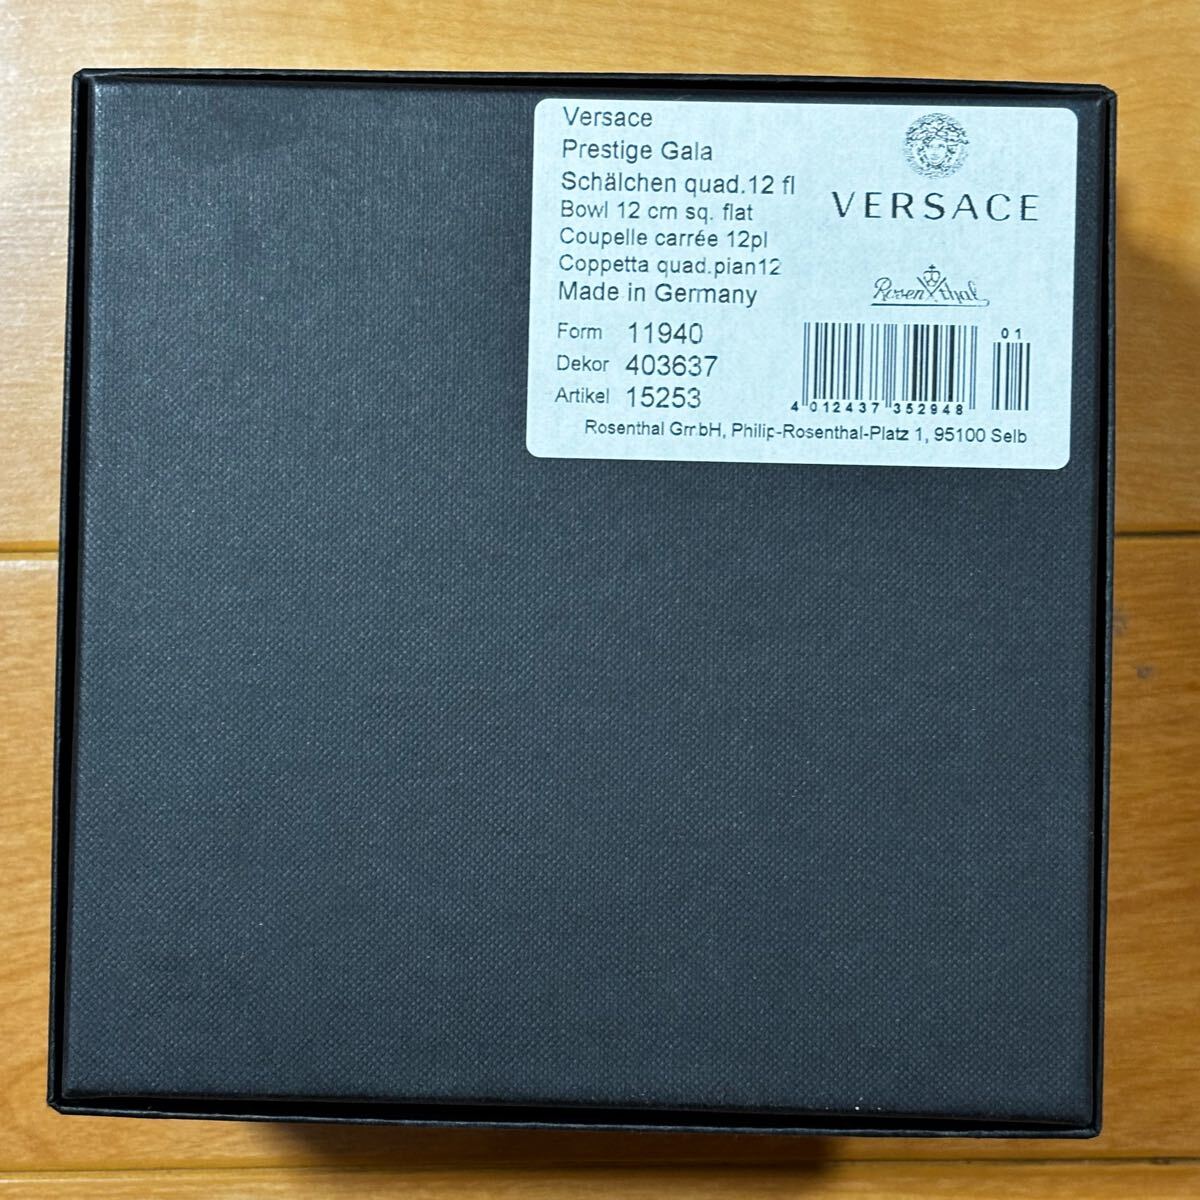 Versace
Prestige Gala
Schälchen quad.12 fl
Bowl 12 cm sq. flat
Coupelle carrée 12pl
Coppetta quad.pian12
Made in Germany
Form 11940
Dekor 403637
Artikel 15253
VERSACE
Rosenthal
01
4 012437 352948
Rosenthal GmbH, Philip-Rosenthal-Platz 1, 95100 Selb